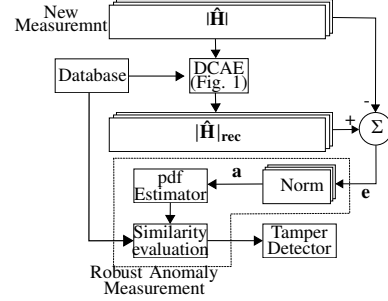 New
Measuremnt
|Ĥ|
Database
DCAE
(Fig. 1)
-
+
Σ
|Ĥ|rec
pdf
Estimator
a
Norm
e
Similarity
evaluation
Tamper
Detector
Robust Anomaly
Measurement